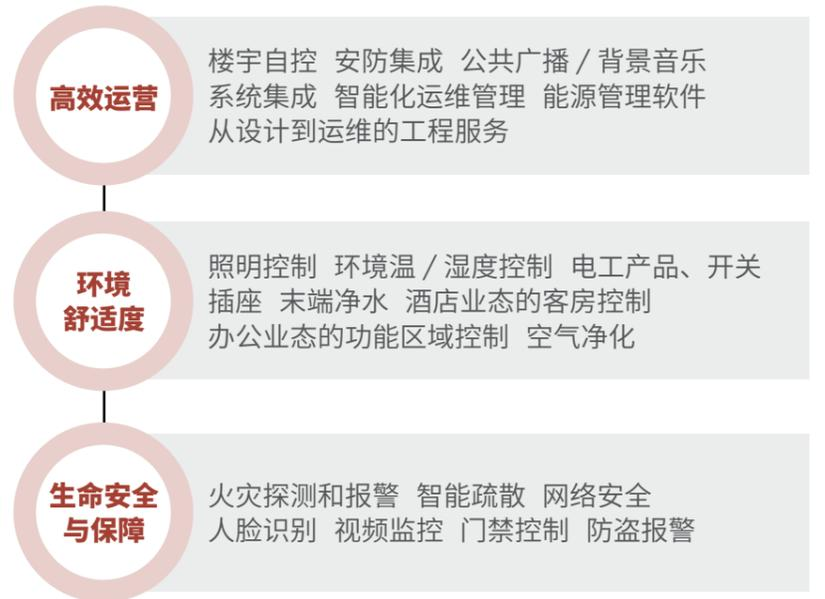 高效运营
楼宇自控 安防集成 公共广播 / 背景音乐
系统集成 智能化运维管理 能源管理软件
从设计到运维的工程服务
环境
舒适度
照明控制 环境温 / 湿度控制 电工产品、开关
插座 末端净水 酒店业态的客房控制
办公业态的功能区域控制 空气净化
生命安全
与保障
火灾探测和报警 智能疏散 网络安全
人脸识别 视频监控 门禁控制 防盗报警